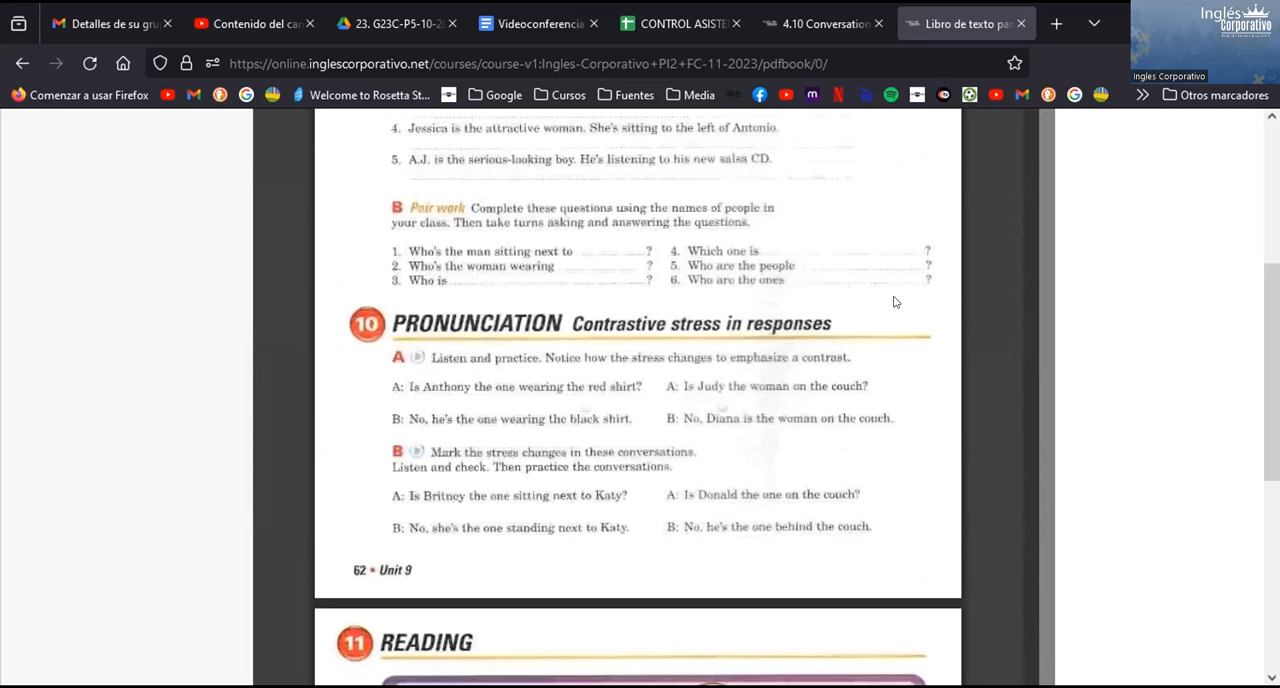 Detalles de su gru
Contenido del car
23. G23C-P5-10-2
Videoconferencia
CONTROL ASISTE
4.10 Conversation
Libro de texto par
Inglés
Corporativo
Ingles Corporativo
https://online.inglescorporativo.net/courses/course-v1:Ingles-Corporativo+PI2+FC-11-2023/pdfbook/0/
Comenzar a usar Firefox
Welcome to Rosetta St...
Google
Cursos
Fuentes
Media
Otros marcadores
4. Jessica is the attractive woman. She's sitting to the left of Antonio.
5. A.J. is the serious-looking boy. He's listening to his new salsa CD.
B Pair work Complete these questions using the names of people in
your class. Then take turns asking and answering the questions.
1. Who's the man sitting next to ............ ?
4. Which one is ............ ?
2. Who's the woman wearing ............ ?
5. Who are the people ............ ?
3. Who is ............ ?
6. Who are the ones ............ ?
10 PRONUNCIATION Contrastive stress in responses
A Listen and practice. Notice how the stress changes to emphasize a contrast.
A: Is Anthony the one wearing the red shirt?
B: No, he's the one wearing the black shirt.
A: Is Judy the woman on the couch?
B: No, Diana is the woman on the couch.
B Mark the stress changes in these conversations.
Listen and check. Then practice the conversations.
A: Is Britney the one sitting next to Katy?
B: No, she's the one standing next to Katy.
A: Is Donald the one on the couch?
B: No, he's the one behind the couch.
62 • Unit 9
11 READING